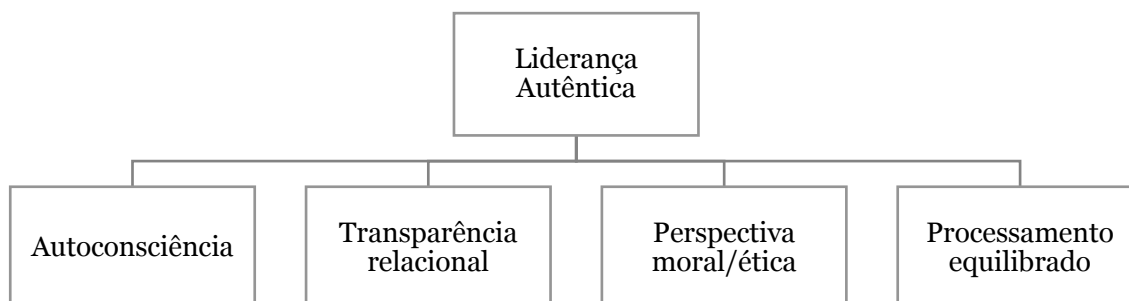 Liderança
Autêntica
Autoconsciência
Transparência
relacional
Perspectiva
moral/ética
Processamento
equilibrado